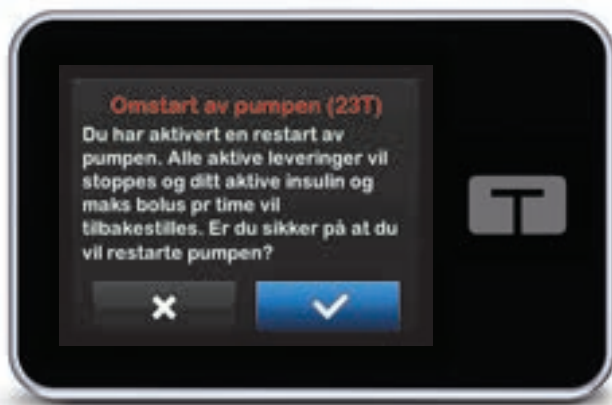 Omstart av pumpen (23T)
Du har aktivert en restart av
pumpen. Alle aktive leveringer vil
stoppes og ditt aktive insulin og
maks bolus pr time vil
tilbakestilles. Er du sikker på at du
vil restarte pumpen?